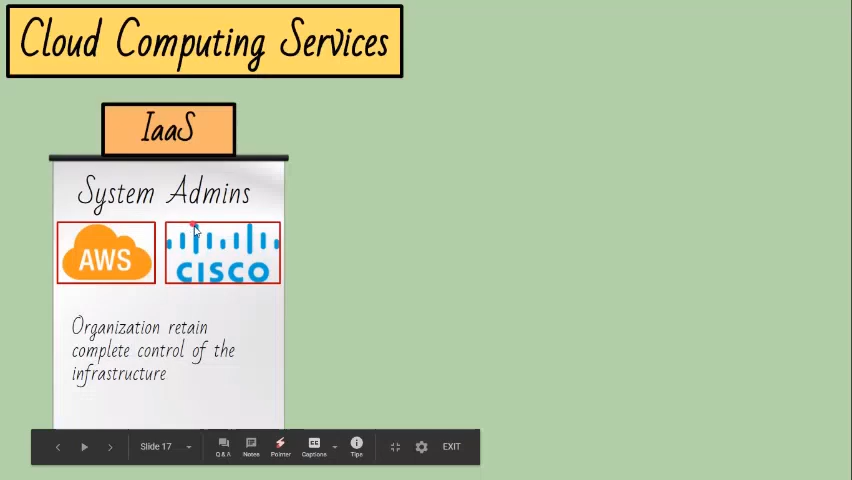 Cloud Computing Services
IaaS
System Admins
AWS
CISCO
Organization retain
complete control of the
infrastructure
Slide 17
Q & A
Notes
Pointer
CC
Captions
Tips
EXIT